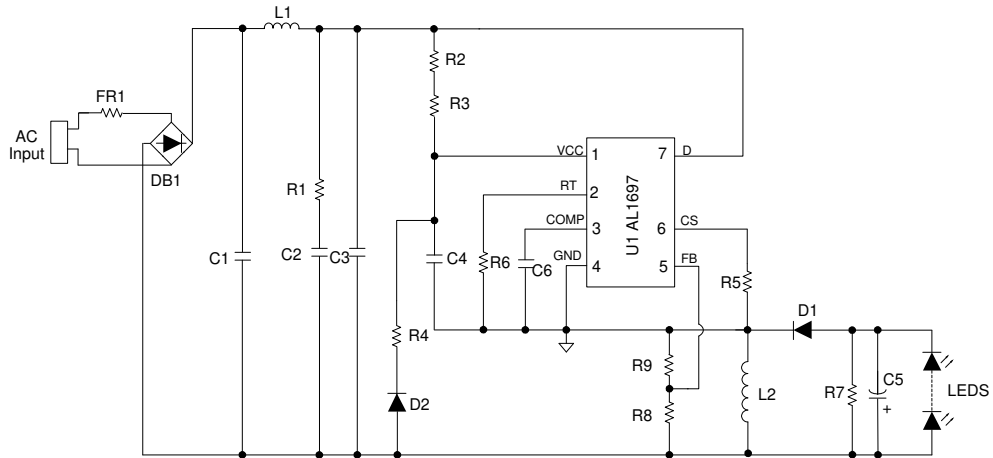 L1
R2
FR1
R3
AC
Input
DB1
VCC
1
7
D
RT
2
R1
COMP
3
U1 AL1697
6
CS
C1
C2
C3
C4
R6
C6
GND
4
5
FB
R5
D1
R4
R9
L2
R7
C5
+
LEDS
D2
R8